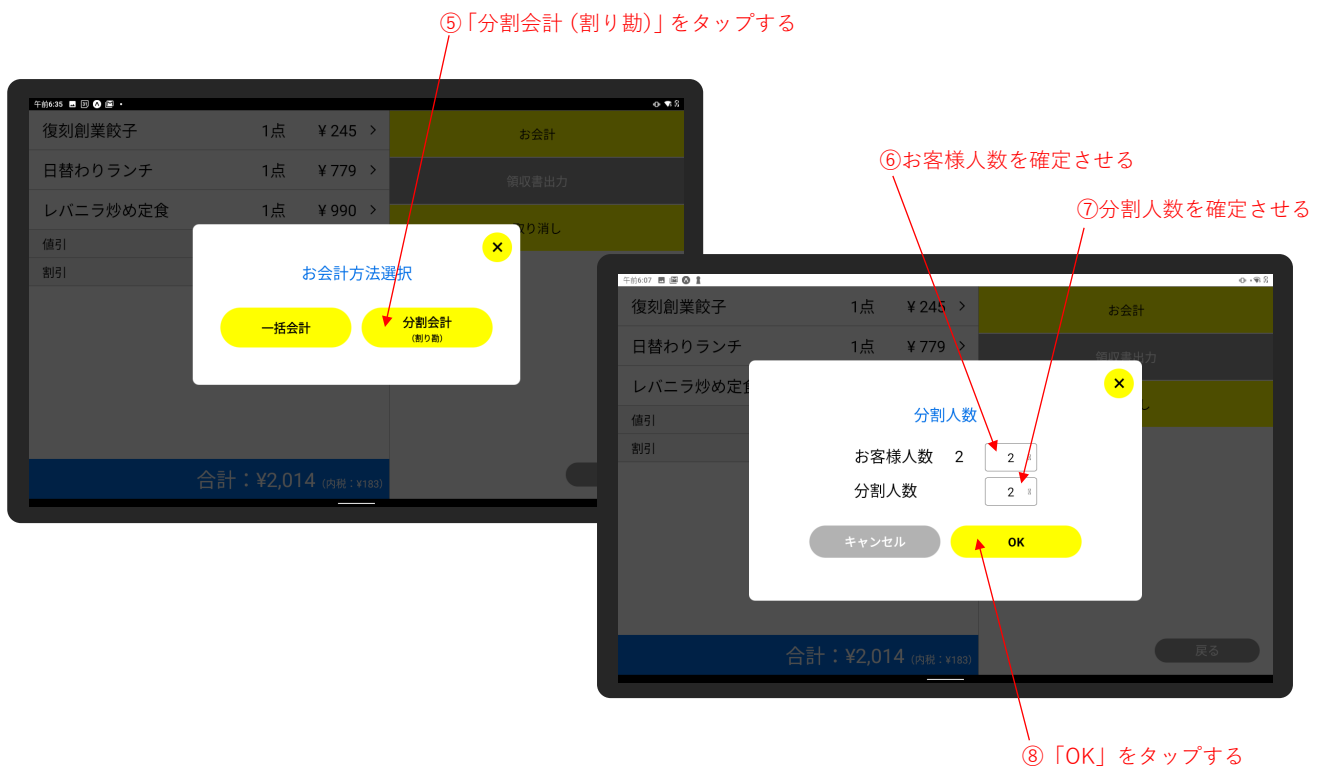 ⑤「分割会計（割り勘）」をタップする
午前6:35
復刻創業餃子 1点 ¥ 245 >
日替わりランチ 1点 ¥ 779 >
レバニラ炒め定食 1点 ¥ 990 >
値引
割引
お会計
領収書出力
取り消し
お会計方法選択
一括会計
分割会計
(割り勘)
合計：¥2,014 (内税：¥183)
⑥お客様人数を確定させる
⑦分割人数を確定させる
午前6:07
復刻創業餃子 1点 ¥ 245 >
日替わりランチ 1点 ¥ 779 >
レバニラ炒め定食
値引
割引
お会計
領収書出力
し
分割人数
お客様人数 2 2
分割人数 2
キャンセル OK
合計：¥2,014 (内税：¥183)
戻る
⑧「OK」をタップする